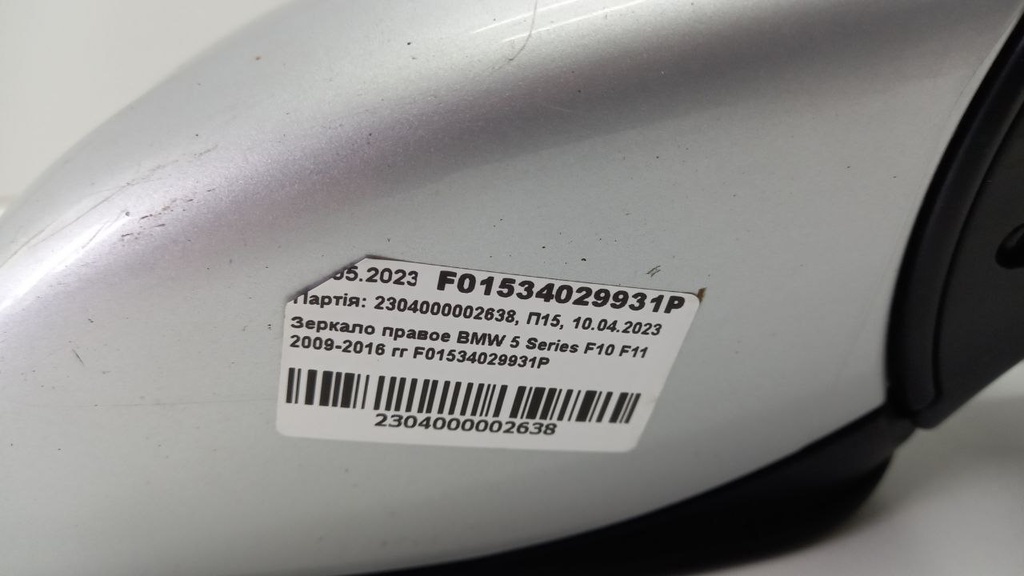 05.2023 F01534029931P
Партія: 2304000002638, П15, 10.04.2023
Зеркало правое BMW 5 Series F10 F11
2009-2016 гг F01534029931P
2304000002638